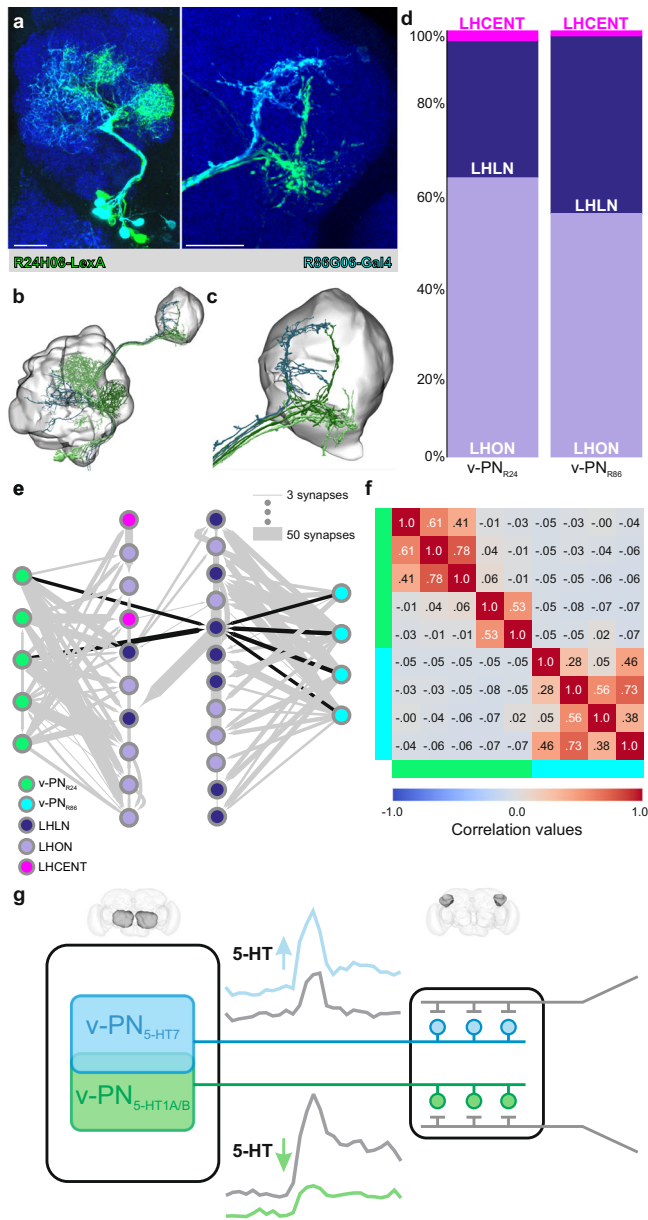 a
R24H08-LexA R86G06-Gal4
b
c
d
LHCENT LHCENT
100%
80%
60%
40%
20%
0%
LHLN
LHLN
LHON LHON
v-PNR24 v-PNR86
e
3 synapses
50 synapses
v-PNR24
v-PNR86
LHLN
LHON
LHCENT
f
1.0 .61 .41 -.01 -.03 -.05 -.03 -.00 -.04
.61 1.0 .78 .04 -.01 -.05 -.03 -.04 -.06
.41 .78 1.0 .06 -.01 -.05 -.05 -.06 -.06
-.01 .04 .06 1.0 .53 -.05 -.08 -.07 -.07
-.03 -.01 -.01 .53 1.0 -.05 -.05 .02 -.07
-.05 -.05 -.05 -.05 -.05 1.0 .28 .05 .46
-.03 -.03 -.05 -.08 -.05 .28 1.0 .56 .73
-.00 -.04 -.06 -.07 .02 .05 .56 1.0 .38
-.04 -.06 -.06 -.07 -.07 .46 .73 .38 1.0
-1.0 0.0 1.0
Correlation values
g
5-HT
v-PN5-HT7
v-PN5-HT1A/B
5-HT